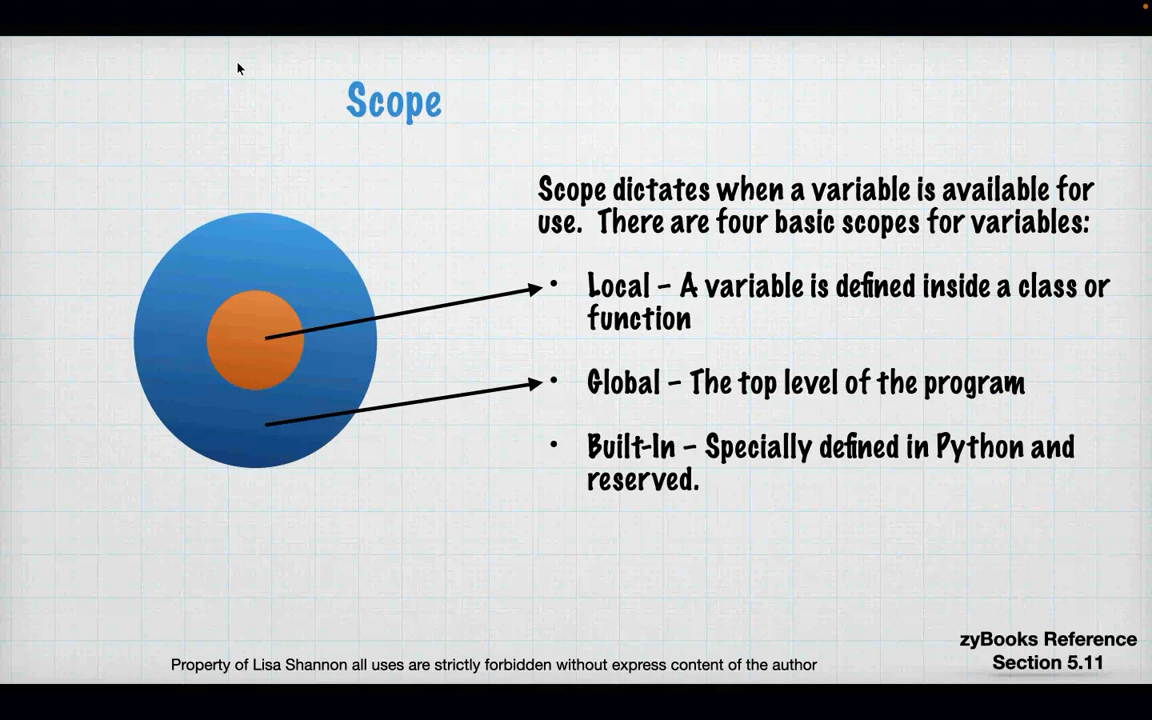 Scope
Scope dictates when a variable is available for
use.  There are four basic scopes for variables:
• Local – A variable is defined inside a class or
function
• Global – The top level of the program
• Built-In – Specially defined in Python and
reserved.
zyBooks Reference
Section 5.11
Property of Lisa Shannon all uses are strictly forbidden without express content of the author